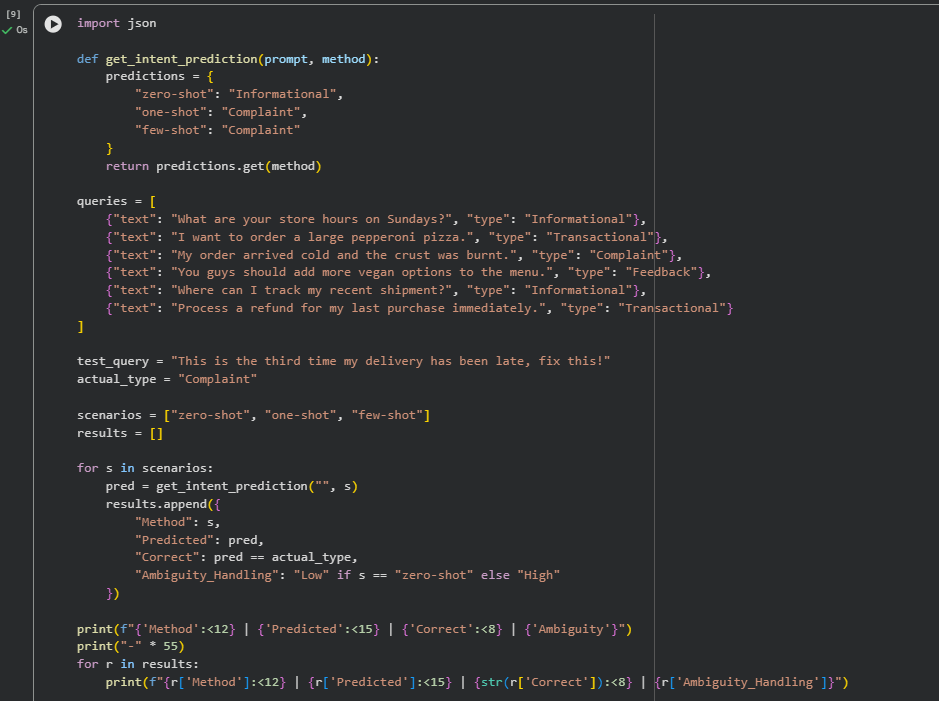 [9]
0s
import json
def get_intent_prediction(prompt, method):
    predictions = {
        "zero-shot": "Informational",
        "one-shot": "Complaint",
        "few-shot": "Complaint"
    }
    return predictions.get(method)
queries = [
    {"text": "What are your store hours on Sundays?", "type": "Informational"},
    {"text": "I want to order a large pepperoni pizza.", "type": "Transactional"},
    {"text": "My order arrived cold and the crust was burnt.", "type": "Complaint"},
    {"text": "You guys should add more vegan options to the menu.", "type": "Feedback"},
    {"text": "Where can I track my recent shipment?", "type": "Informational"},
    {"text": "Process a refund for my last purchase immediately.", "type": "Transactional"}
]
test_query = "This is the third time my delivery has been late, fix this!"
actual_type = "Complaint"
scenarios = ["zero-shot", "one-shot", "few-shot"]
results = []
for s in scenarios:
    pred = get_intent_prediction("", s)
    results.append({
        "Method": s,
        "Predicted": pred,
        "Correct": pred == actual_type,
        "Ambiguity_Handling": "Low" if s == "zero-shot" else "High"
    })
print(f"{'Method':<12} | {'Predicted':<15} | {'Correct':<8} | {'Ambiguity'}")
print("-" * 55)
for r in results:
    print(f"{r['Method']:<12} | {r['Predicted']:<15} | {str(r['Correct']):<8} | {r['Ambiguity_Handling']}")